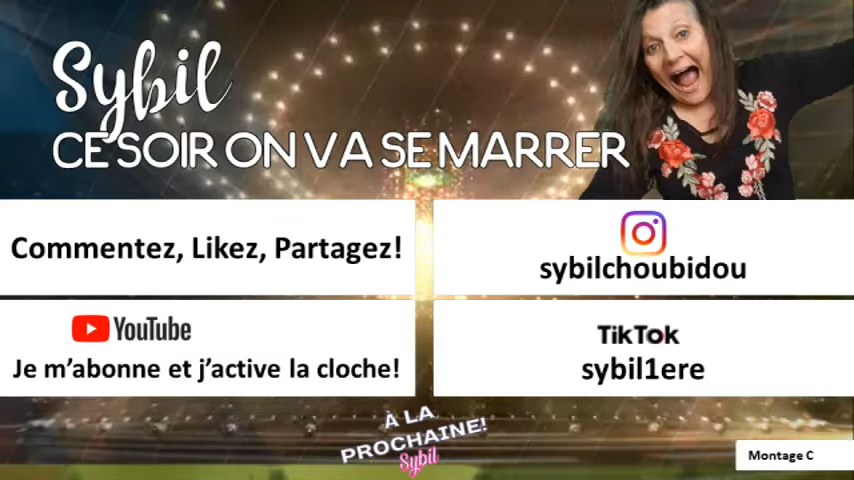 Sybil
CE SOIR ON VA SE MARRER
Commentez, Likez, Partagez!
sybilchoubidou
YouTube
Je m’abonne et j’active la cloche!
TikTok
sybil1ere
À LA
PROCHAINE!
Sybil
Montage C